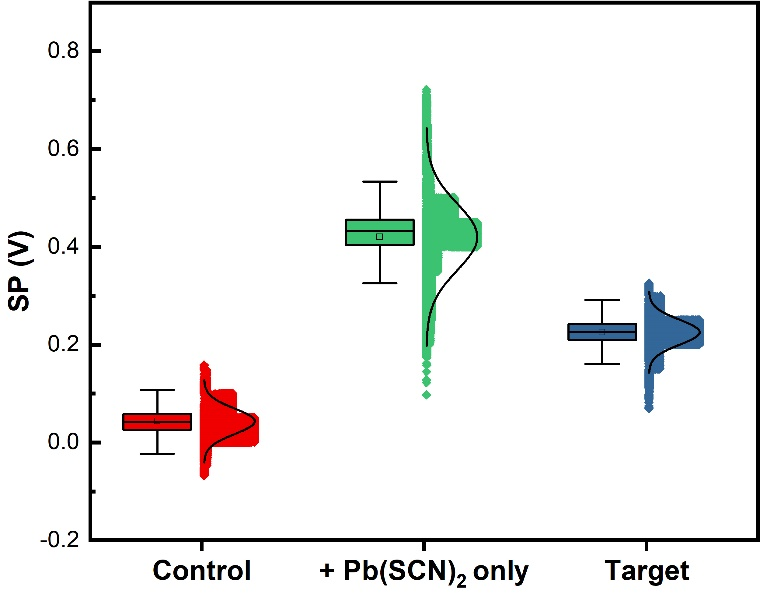 0.8
0.6
0.4
0.2
0.0
-0.2
SP (V)
Control
+ Pb(SCN)₂ only
Target